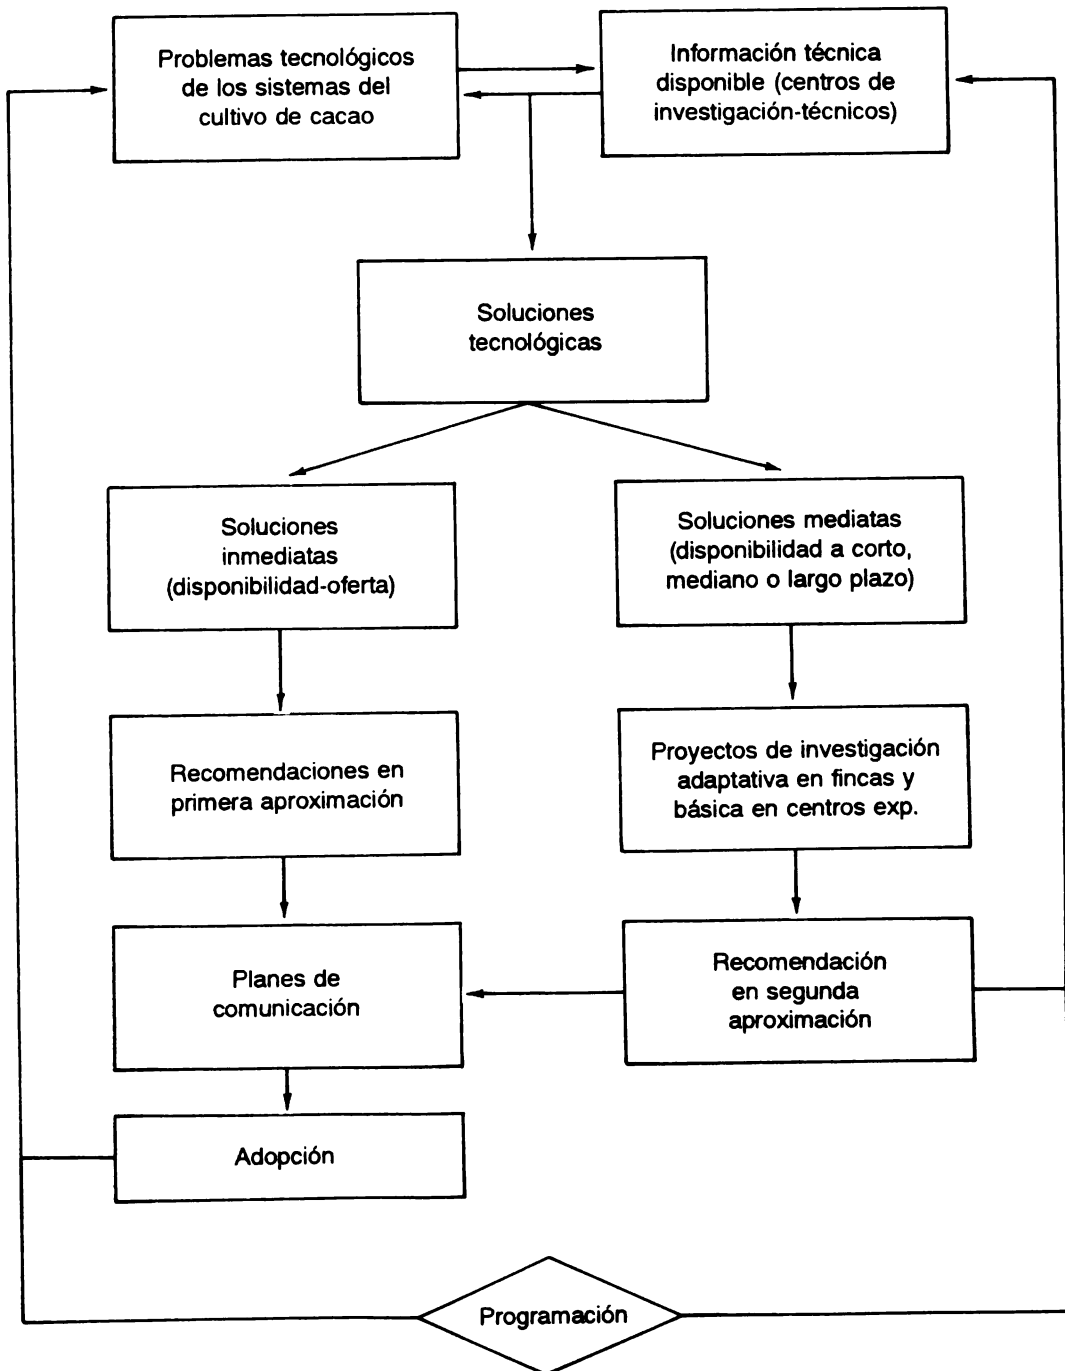 Problemas tecnológicos
de los sistemas del
cultivo de cacao
Información técnica
disponible (centros de
investigación-técnicos)
Soluciones
tecnológicas
Soluciones
inmediatas
(disponibilidad-oferta)
Soluciones mediatas
(disponibilidad a corto,
mediano o largo plazo)
Recomendaciones en
primera aproximación
Proyectos de investigación
adaptativa en fincas y
básica en centros exp.
Planes de
comunicación
Recomendación
en segunda
aproximación
Adopción
Programación